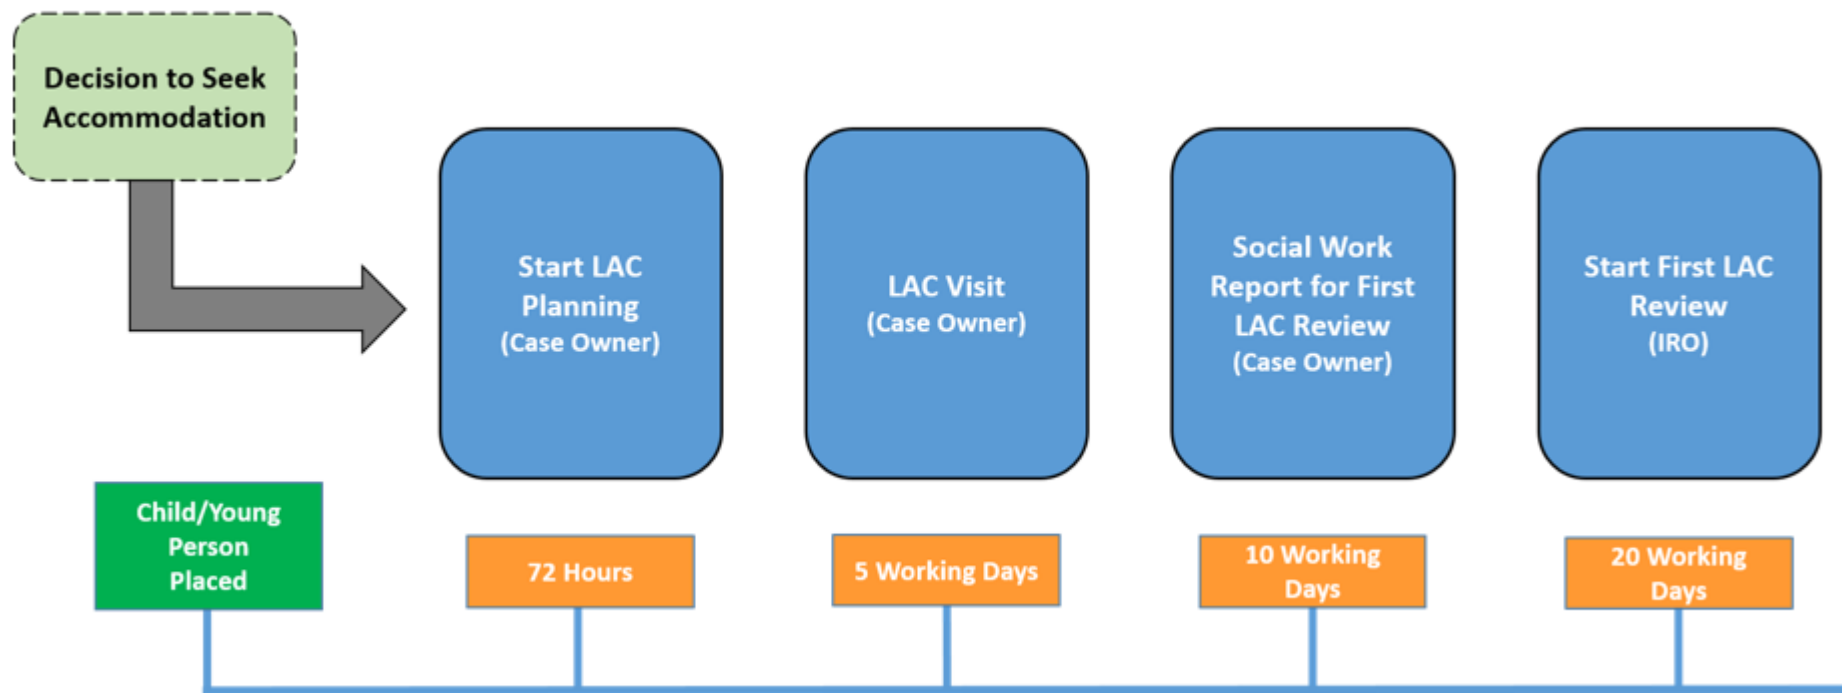 Decision to Seek
Accommodation
Start LAC
Planning
(Case Owner)
LAC Visit
(Case Owner)
Social Work
Report for First
LAC Review
(Case Owner)
Start First LAC
Review
(IRO)
Child/Young
Person
Placed
72 Hours
5 Working Days
10 Working
Days
20 Working
Days